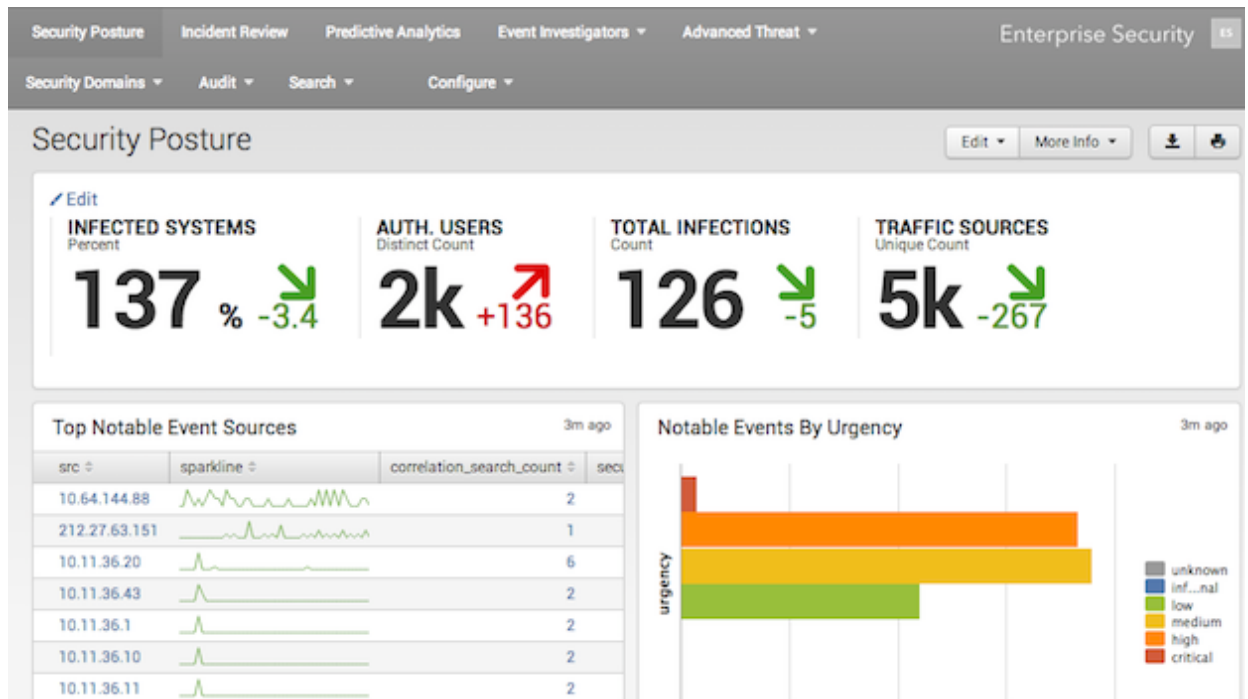 Security Posture Incident Review Predictive Analytics Event Investigators Advanced Threat Enterprise Security ES
Security Domains Audit Search Configure
Security Posture Edit More Info
Edit
INFECTED SYSTEMS AUTH. USERS TOTAL INFECTIONS TRAFFIC SOURCES
Percent Distinct Count Count Unique Count
137 % -3.4 2k +136 126 -5 5k -267
Top Notable Event Sources 3m ago
src sparkline correlation_search_count secu
10.64.144.88 2
212.27.63.151 1
10.11.36.20 6
10.11.36.43 2
10.11.36.1 2
10.11.36.10 2
10.11.36.11 2
Notable Events By Urgency 3m ago
urgency
unknown
inf...nal
low
medium
high
critical